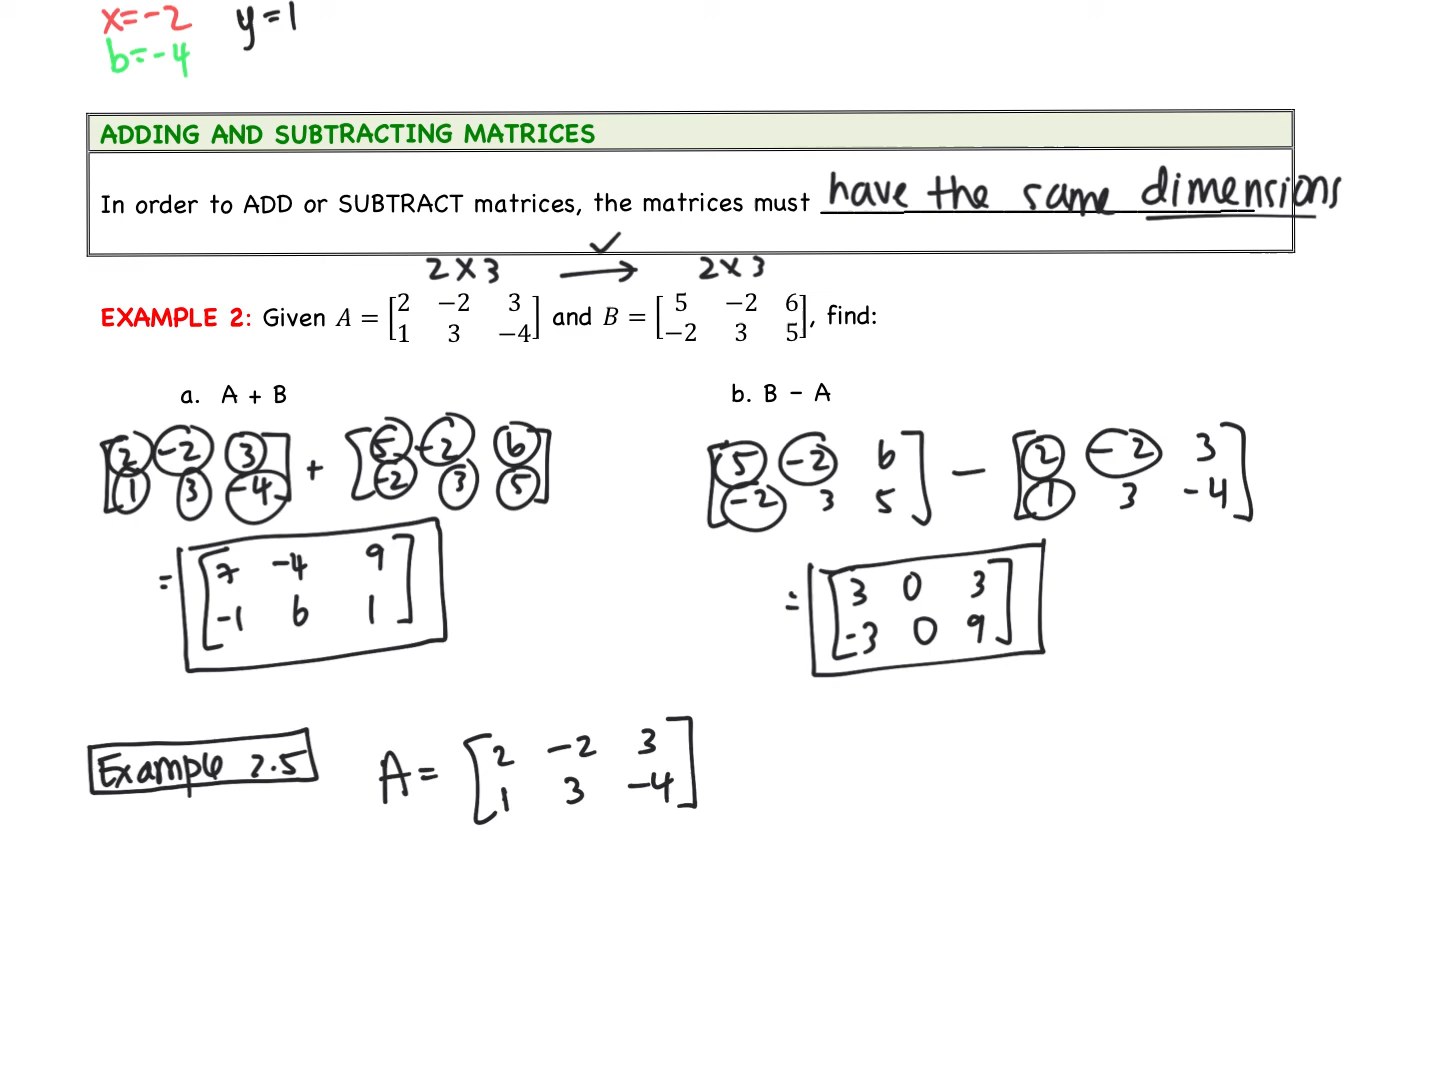 x=-2 y=1
b=-4
ADDING AND SUBTRACTING MATRICES
In order to ADD or SUBTRACT matrices, the matrices must have the same dimensions
2×3 ⟶ ✓ 2×3
EXAMPLE 2: Given A = [2 −2 3; 1 3 −4] and B = [5 −2 6; −2 3 5], find:
a. A + B b. B - A
[2 -2 3] + [5 -2 6] [5 -2 6] - [2 -2 3]
[1 3 -4] [-2 3 5] [-2 3 5] [1 3 -4]
= [7 -4 9] = [3 0 3]
[-1 6 1] [-3 0 9]
Example 2.5 A = [2 -2 3]
[1 3 -4]